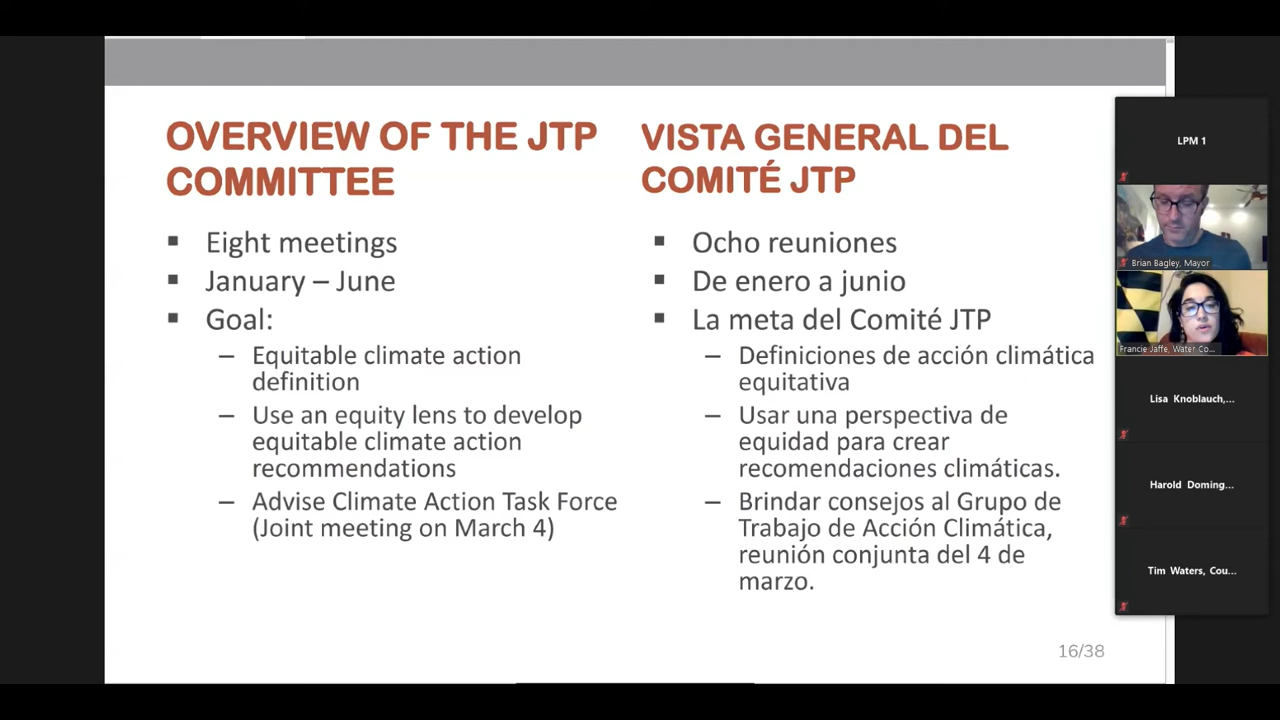 OVERVIEW OF THE JTP
COMMITTEE
▪ Eight meetings
▪ January – June
▪ Goal:
– Equitable climate action
definition
– Use an equity lens to develop
equitable climate action
recommendations
– Advise Climate Action Task Force
(Joint meeting on March 4)
VISTA GENERAL DEL
COMITÉ JTP
▪ Ocho reuniones
▪ De enero a junio
▪ La meta del Comité JTP
– Definiciones de acción climática
equitativa
– Usar una perspectiva de
equidad para crear
recomendaciones climáticas.
– Brindar consejos al Grupo de
Trabajo de Acción Climática,
reunión conjunta del 4 de
marzo.
16/38
LPM 1
Brian Bagley, Mayor
Francie Jaffe, Water Co...
Lisa Knoblauch,...
Harold Doming...
Tim Waters, Cou...